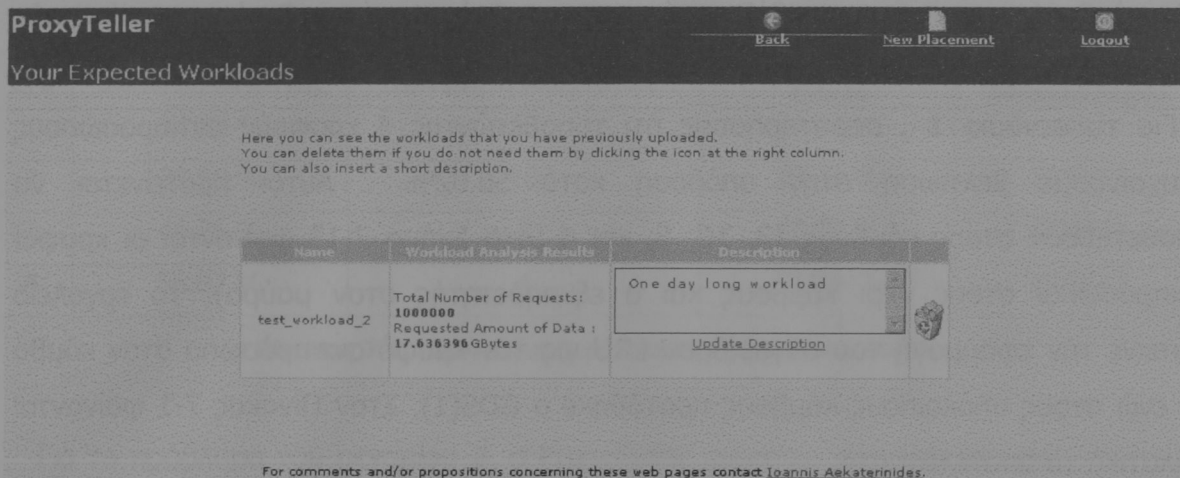 ProxyTeller
Back New Placement Logout
Your Expected Workloads
Here you can see the workloads that you have previously uploaded.
You can delete them if you do not need them by clicking the icon at the right column.
You can also insert a short description.
Name Workload Analysis Results Description
test_workload_2
Total Number of Requests:
1000000
Requested Amount of Data :
17.636396 GBytes
One day long workload
Update Description
For comments and/or propositions concerning these web pages contact Ioannis Aekaterinides.